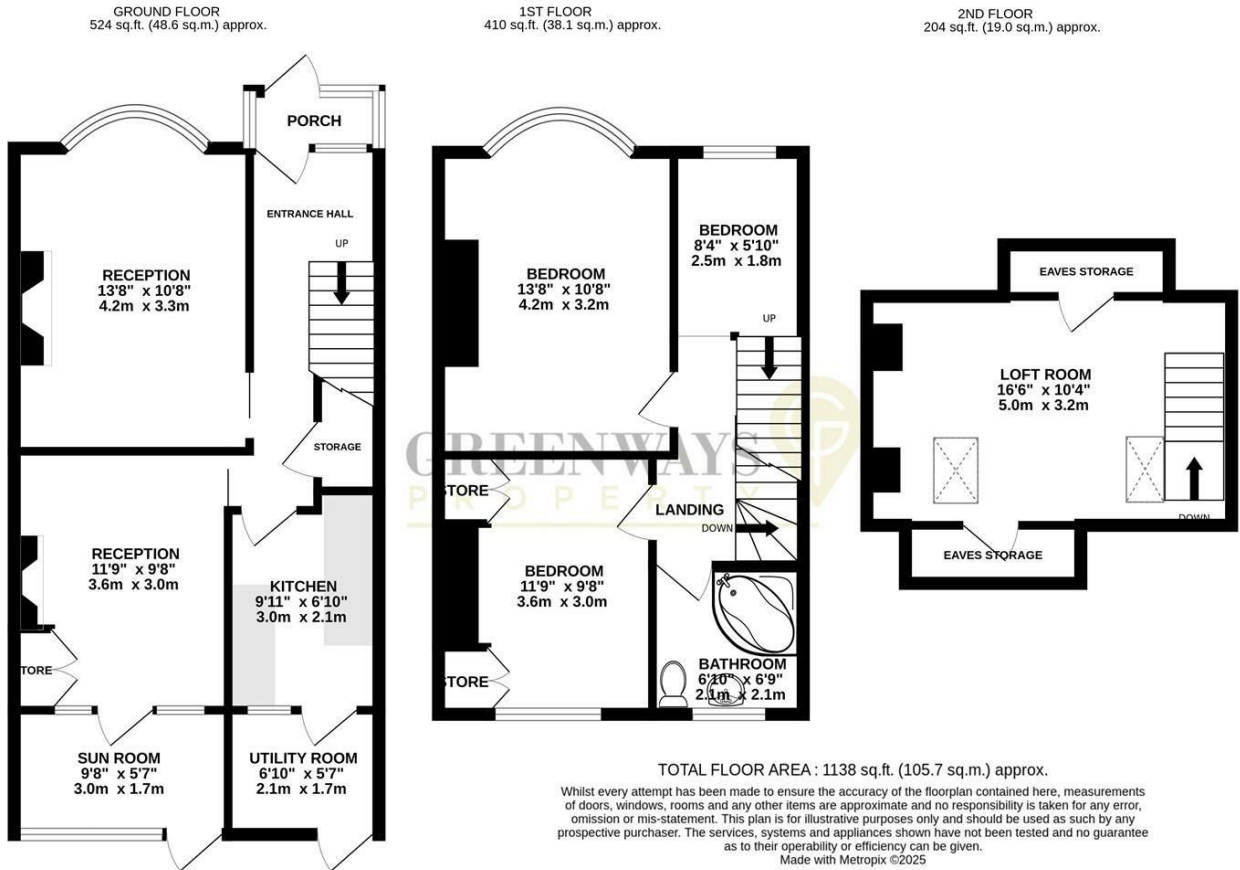 GROUND FLOOR
524 sq.ft. (48.6 sq.m.) approx.
PORCH
ENTRANCE HALL
UP
RECEPTION
13'8" x 10'8"
4.2m x 3.3m
STORAGE
RECEPTION
11'9" x 9'8"
3.6m x 3.0m
KITCHEN
9'11" x 6'10"
3.0m x 2.1m
TORE
SUN ROOM
9'8" x 5'7"
3.0m x 1.7m
UTILITY ROOM
6'10" x 5'7"
2.1m x 1.7m
1ST FLOOR
410 sq.ft. (38.1 sq.m.) approx.
BEDROOM
8'4" x 5'10"
2.5m x 1.8m
BEDROOM
13'8" x 10'8"
4.2m x 3.2m
UP
GREENWAYS
PROPERTY
STORE
LANDING
DOWN
BEDROOM
11'9" x 9'8"
3.6m x 3.0m
STORE
BATHROOM
6'10" x 6'9"
2.1m x 2.1m
2ND FLOOR
204 sq.ft. (19.0 sq.m.) approx.
EAVES STORAGE
LOFT ROOM
16'6" x 10'4"
5.0m x 3.2m
DOWN
EAVES STORAGE
TOTAL FLOOR AREA : 1138 sq.ft. (105.7 sq.m.) approx.
Whilst every attempt has been made to ensure the accuracy of the floorplan contained here, measurements
of doors, windows, rooms and any other items are approximate and no responsibility is taken for any error,
omission or mis-statement. This plan is for illustrative purposes only and should be used as such by any
prospective purchaser. The services, systems and appliances shown have not been tested and no guarantee
as to their operability or efficiency can be given.
Made with Metropix ©2025